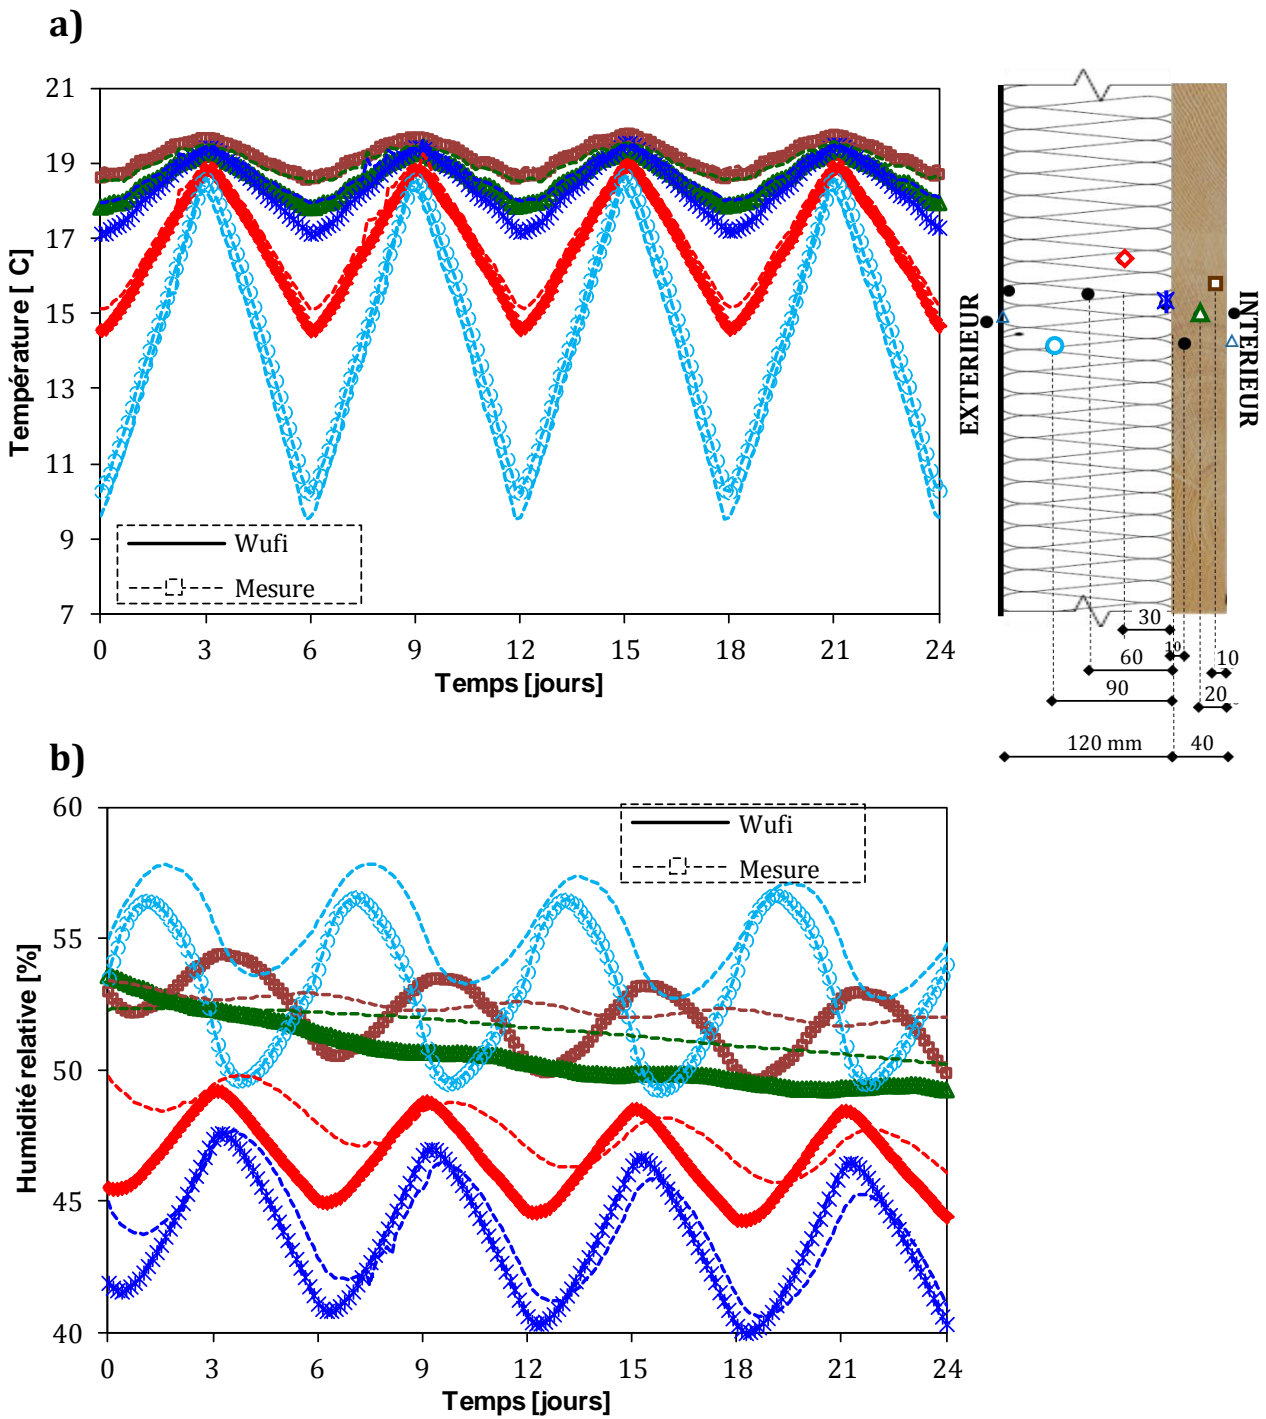 a)
21
19
17
15
13
11
9
7
Température [ C]
Wufi
Mesure
0 3 6 9 12 15 18 21 24
Temps [jours]
EXTERIEUR
INTERIEUR
30
10
60
10
90
20
120 mm
40
b)
60
55
50
45
40
Humidité relative [%]
Wufi
Mesure
0 3 6 9 12 15 18 21 24
Temps [jours]